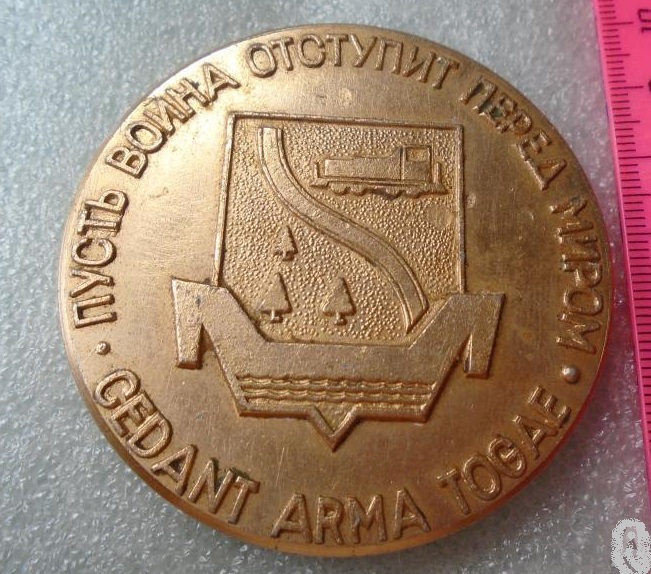 ПУСТЬ ВОЙНА ОТСТУПИТ ПЕРЕД МИРОМ
CEDANT ARMA TOGAE